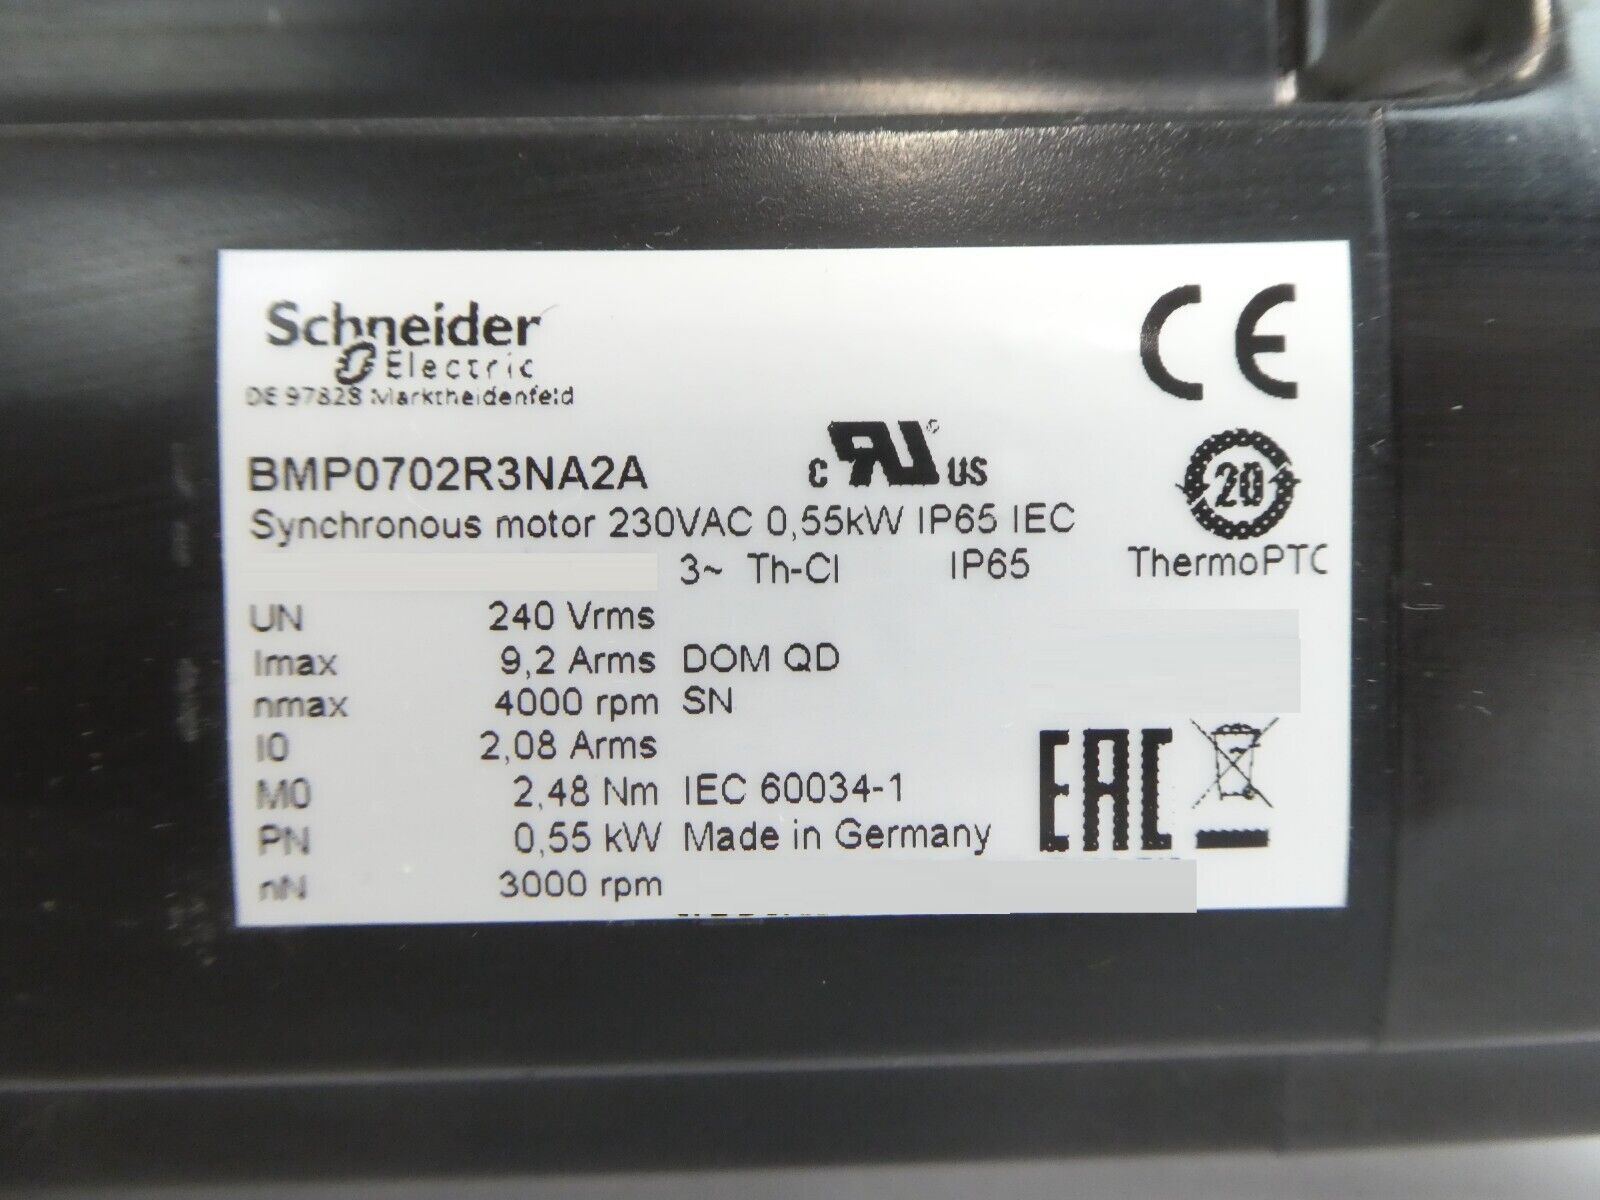 Schneider
Electric
DE 97828 Marktheidenfeld
CE
BMP0702R3NA2A
c RU ® US
20
Synchronous motor 230VAC 0,55kW IP65 IEC
3~ Th-Cl IP65 ThermoPTC
UN 240 Vrms
Imax 9,2 Arms DOM QD
nmax 4000 rpm SN
I0 2,08 Arms
M0 2,48 Nm IEC 60034-1
EAC
PN 0,55 kW Made in Germany
nN 3000 rpm